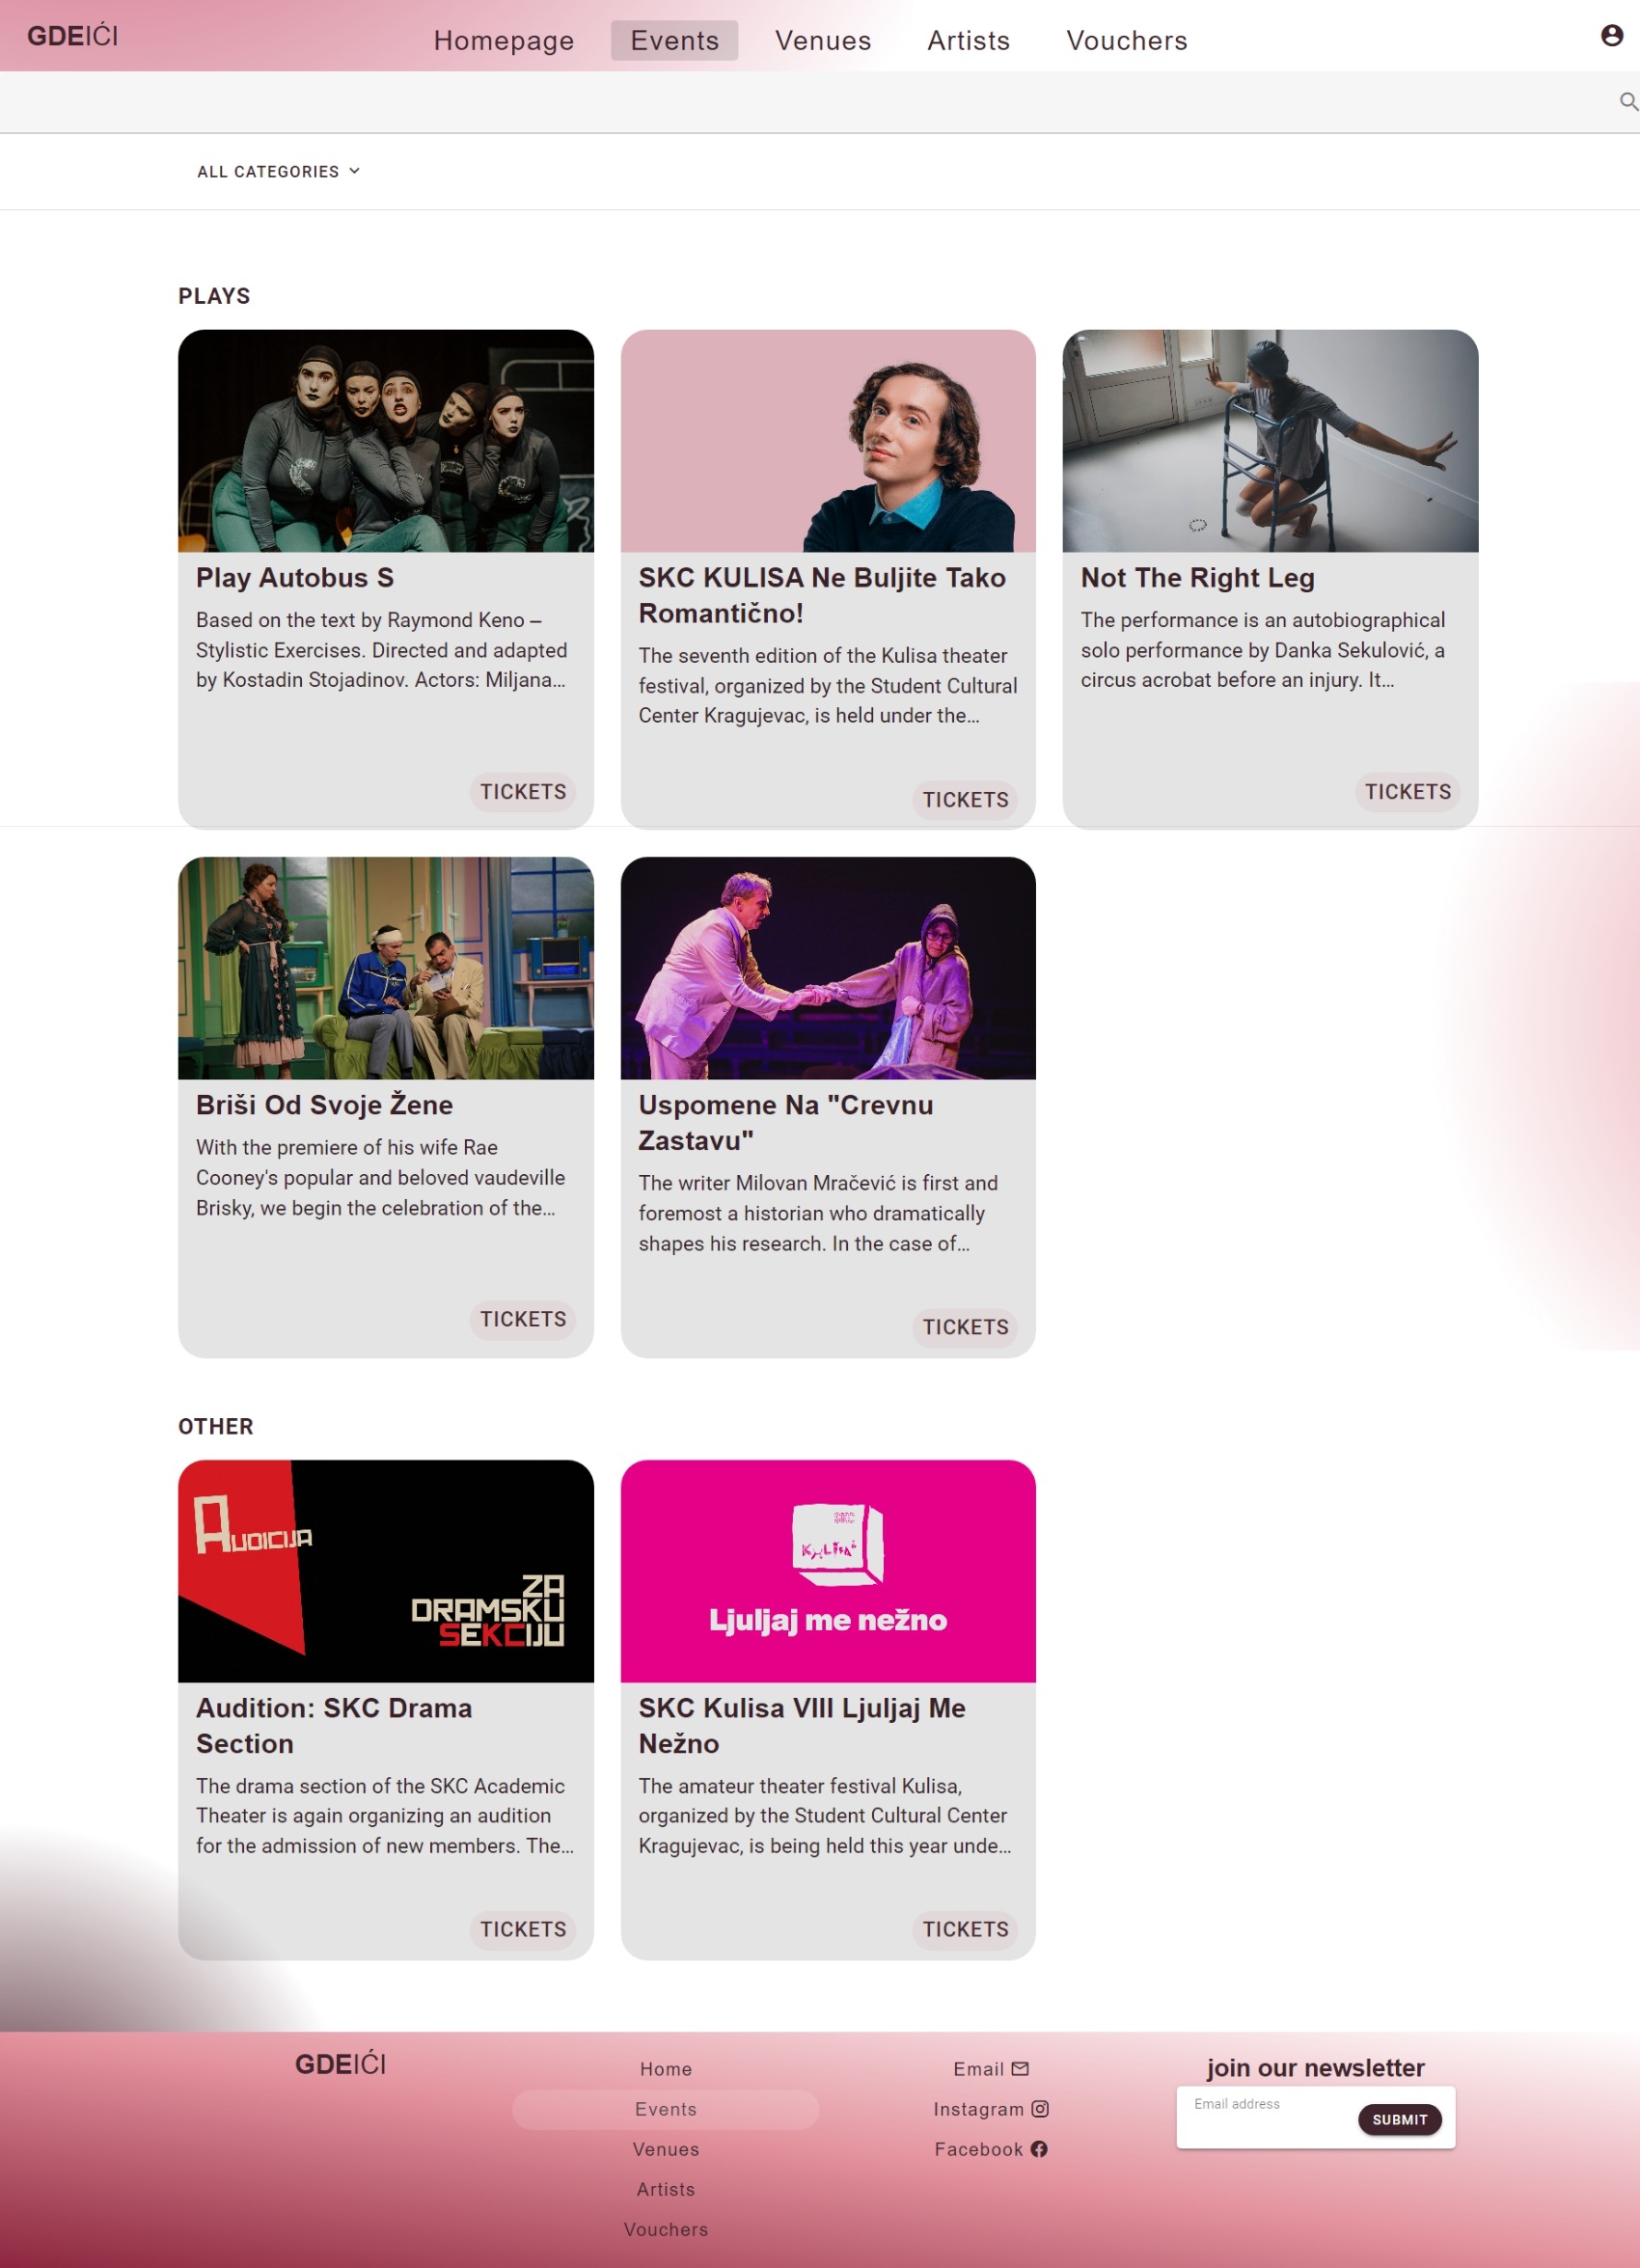 GDEIĆI
Homepage
Events
Venues
Artists
Vouchers
ALL CATEGORIES
PLAYS
Play Autobus S
Based on the text by Raymond Keno –
Stylistic Exercises. Directed and adapted
by Kostadin Stojadinov. Actors: Miljana...
TICKETS
SKC KULISA Ne Buljite Tako
Romantično!
The seventh edition of the Kulisa theater
festival, organized by the Student Cultural
Center Kragujevac, is held under the...
TICKETS
Not The Right Leg
The performance is an autobiographical
solo performance by Danka Sekulović, a
circus acrobat before an injury. It...
TICKETS
Briši Od Svoje Žene
With the premiere of his wife Rae
Cooney's popular and beloved vaudeville
Brisky, we begin the celebration of the...
TICKETS
Uspomene Na "Crevnu
Zastavu"
The writer Milovan Mračević is first and
foremost a historian who dramatically
shapes his research. In the case of...
TICKETS
OTHER
AUDICIJA
ZA
DRAMSKU
SEKCIJU
Audition: SKC Drama
Section
The drama section of the SKC Academic
Theater is again organizing an audition
for the admission of new members. The...
TICKETS
SKC
KULISA
Ljuljaj me nežno
SKC Kulisa VIII Ljuljaj Me
Nežno
The amateur theater festival Kulisa,
organized by the Student Cultural Center
Kragujevac, is being held this year unde...
TICKETS
GDEIĆI
Home
Events
Venues
Artists
Vouchers
Email
Instagram
Facebook
join our newsletter
Email address
SUBMIT